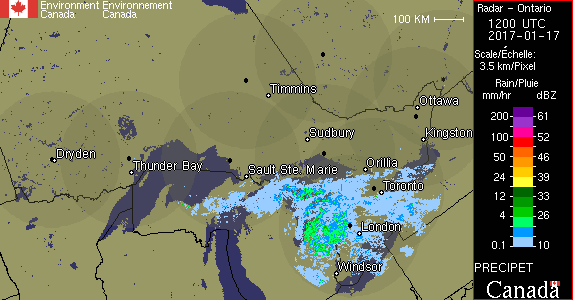 Environment Environnement
Canada Canada
100 KM
Timmins
Ottawa
Sudbury
Kingston
Dryden
Thunder Bay
Sault Ste. Marie
Orillia
Toronto
London
Windsor
Radar - Ontario
1200 UTC
2017-01-17
Scale/Échelle:
3.5 km/Pixel
Rain/Pluie
mm/hr dBZ
200 61
100 52
50 46
24 39
12 33
4 26
0.1 10
PRECIPET
Canada